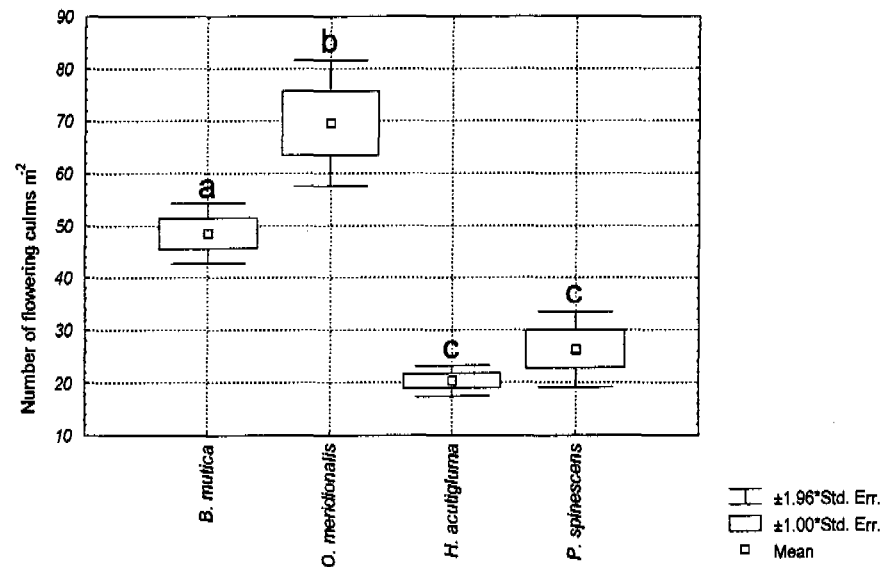 Number of flowering culms m-2
90
80
70
60
50
40
30
20
10
a
b
c
c
B. mutica
O. meridionalis
H. acutigluma
P. spinescens
±1.96*Std. Err.
±1.00*Std. Err.
Mean